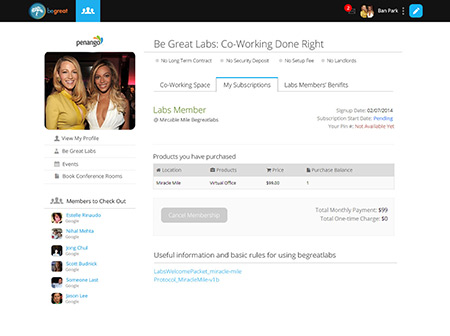 begreat
2
Ban Park
penango
Be Great Labs: Co-Working Done Right
No Long Term Contract No Security Deposit No Setup Fee No Landlords
Co-Working Space My Subscriptions Labs Members' Benifits
Labs Member
@ Mircable Mile Begreatlabs
Signup Date: 02/07/2014
Subscription Start Date: Pending
Your Pin #: Not Available Yet
View My Profile
Be Great Labs
Events
Book Conference Rooms
Products you have purchased
Location Products Price Purchase Balance
Miracle Mile Virtual Office $99.00 1
Cancel Membership
Total Monthly Payment: $99
Total One-time Charge: $0
Members to Check Out
Estelle Rinaudo
Google
Nihal Mehta
Google
Jong Chul
Google
Scott Budnick
Google
Someone Last
Google
Jason Lee
Google
Useful information and basic rules for using begreatlabs
LabsWelcomePacket_miracle-mile
Protocol_MiracleMile-v1b